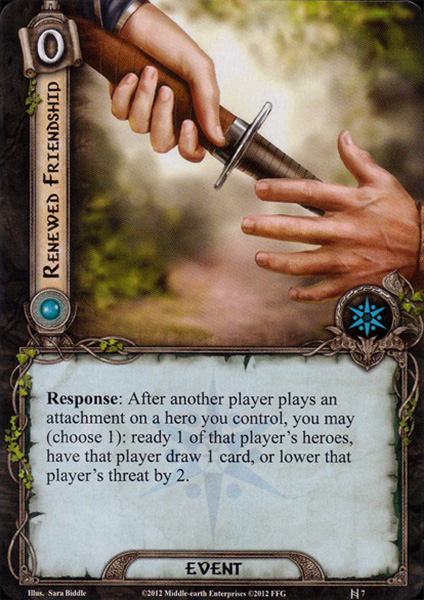 0
RENEWED FRIENDSHIP
Response: After another player plays an
attachment on a hero you control, you may
(choose 1): ready 1 of that player's heroes,
have that player draw 1 card, or lower that
player's threat by 2.
EVENT
Illus. Sara Biddle ©2012 Middle-earth Enterprises ©2012 FFG 7